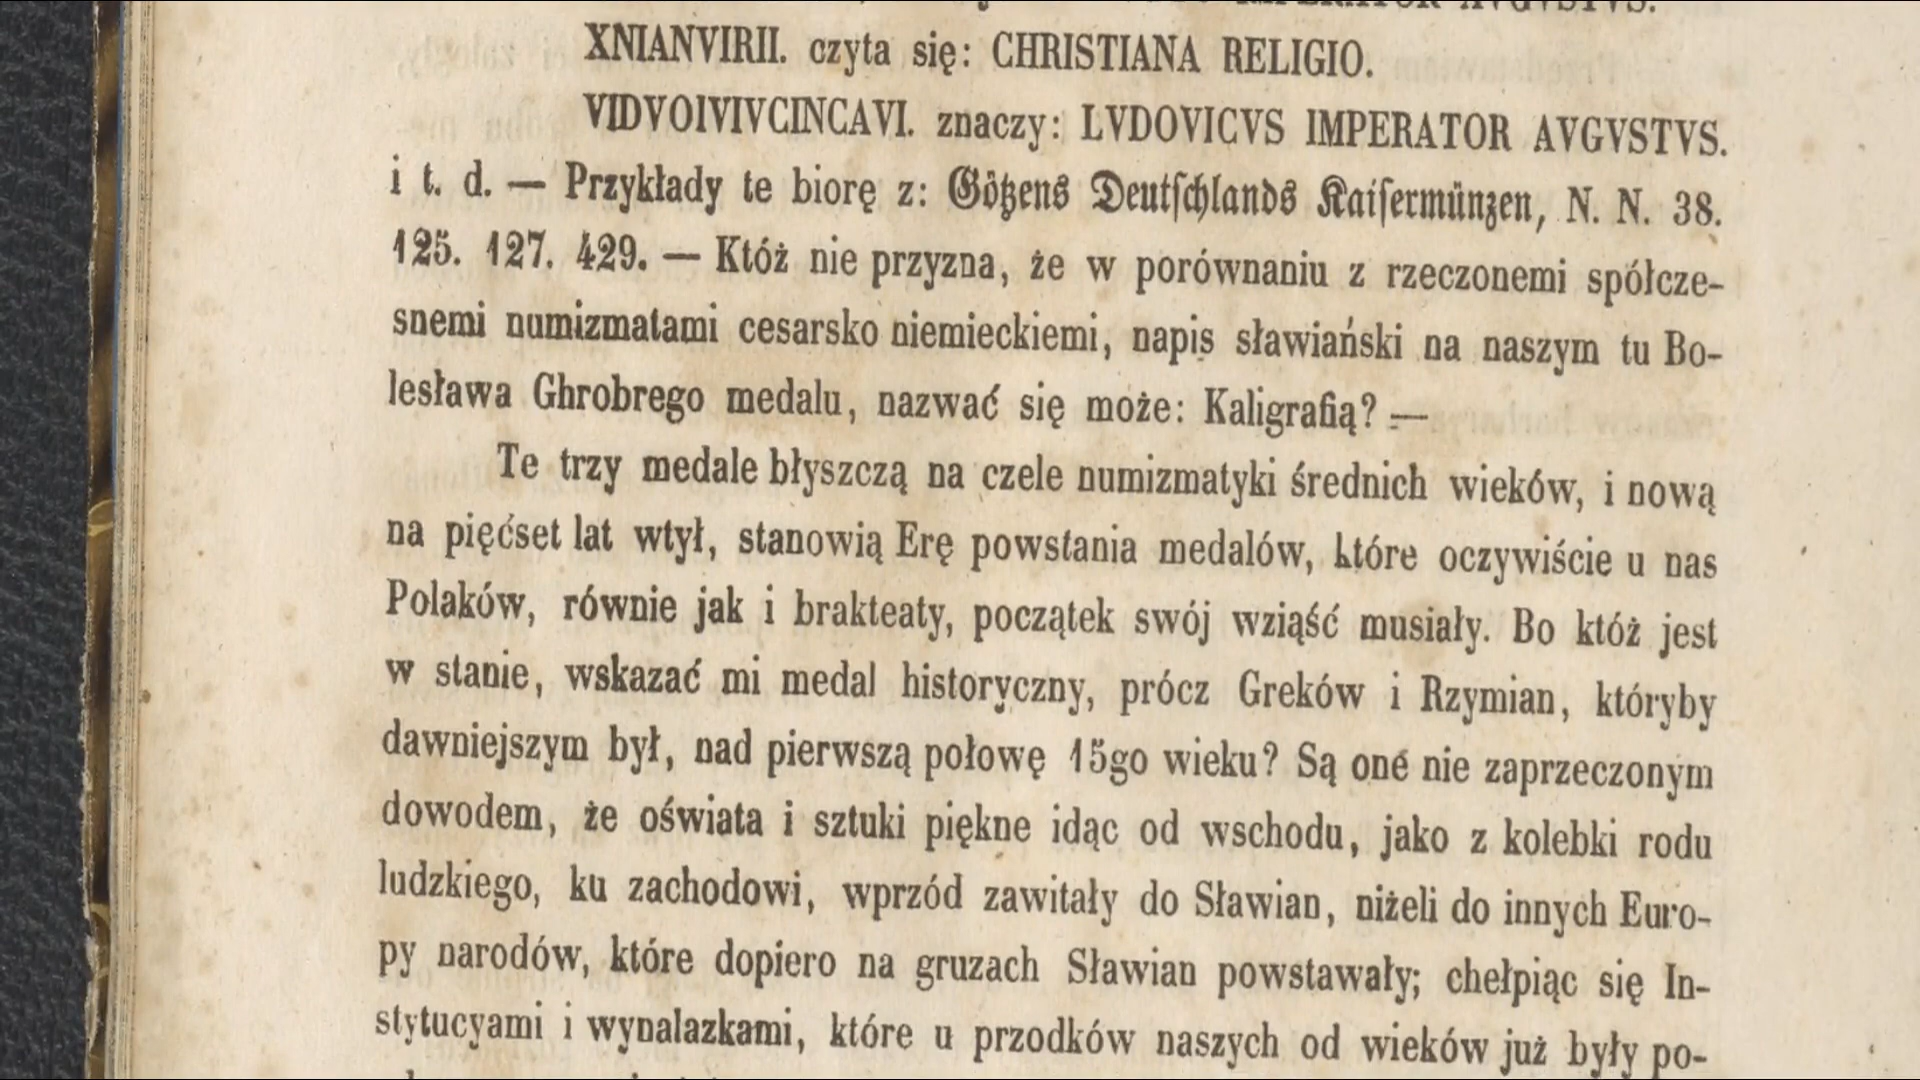 IMPERATOR AVGVSTVS.
XNIANVIRII. czyta się: CHRISTIANA RELIGIO.
VIDVOIVIVCINCAVI. znaczy: LVDOVICVS IMPERATOR AVGVSTVS.
i t. d. — Przykłady te biorę z: Götzens Deutſchlands Kaiſermünzen, N. N. 38.
125. 127. 429. — Któż nie przyzna, że w porównaniu z rzeczonemi spółcze-
snemi numizmatami cesarsko niemieckiemi, napis sławiański na naszym tu Bo-
lesława Ghrobrego medalu, nazwać się może: Kaligrafią? —
Te trzy medale błyszczą na czele numizmatyki średnich wieków, i nową
na pięćset lat wtył, stanowią Erę powstania medalów, które oczywiście u nas
Polaków, równie jak i brakteaty, początek swój wziąść musiały. Bo któż jest
w stanie, wskazać mi medal historyczny, prócz Greków i Rzymian, któryby
dawniejszym był, nad pierwszą połowę 15go wieku? Są one nie zaprzeczonym
dowodem, że oświata i sztuki piękne idąc od wschodu, jako z kolebki rodu
ludzkiego, ku zachodowi, wprzód zawitały do Sławian, niżeli do innych Euro-
py narodów, które dopiero na gruzach Sławian powstawały; chełpiąc się In-
stytucyami i wynalazkami, które u przodków naszych od wieków już były po-